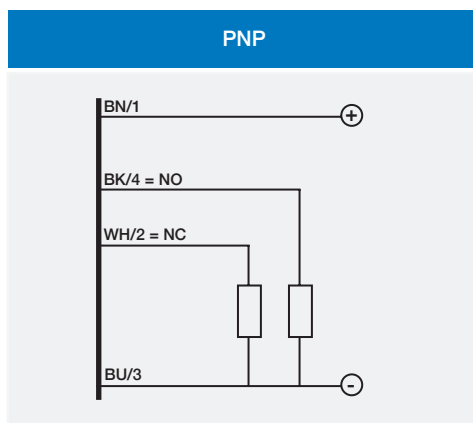 PNP
BN/1
+
BK/4 = NO
WH/2 = NC
BU/3
-